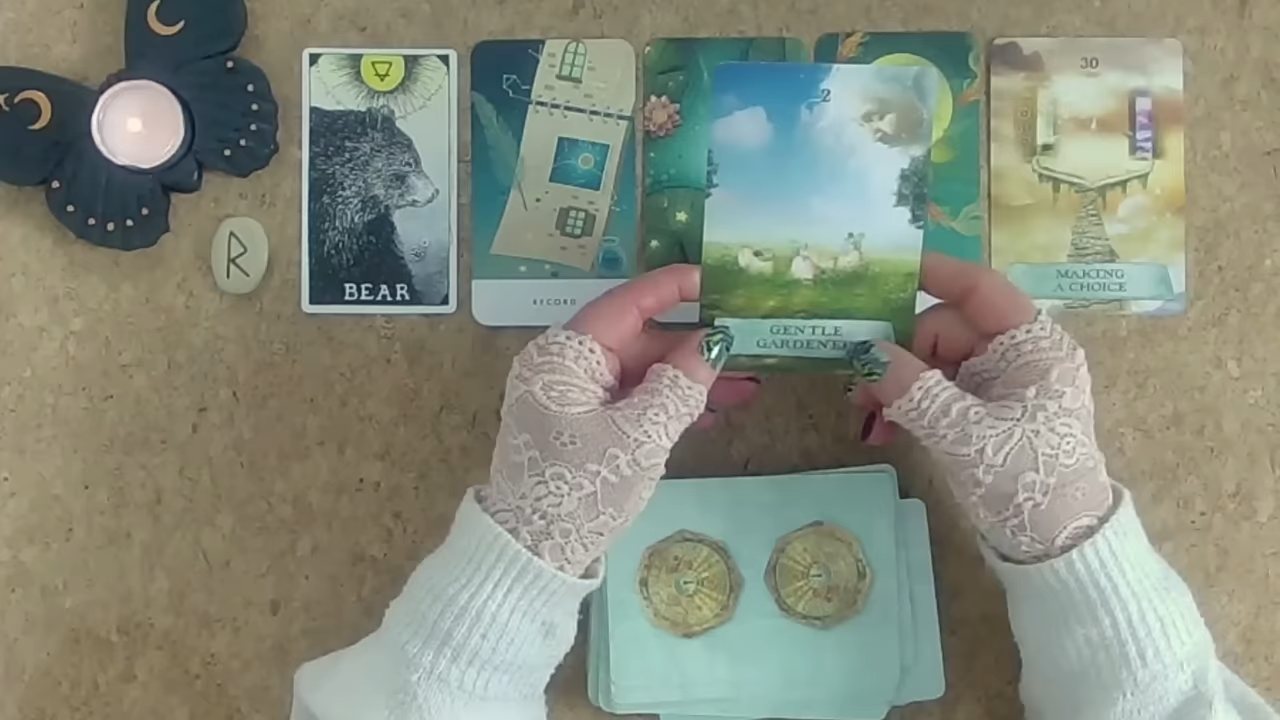 BEAR
RECORD
2
GENTLE
GARDENER
30
MAKING
A CHOICE
ᚱ